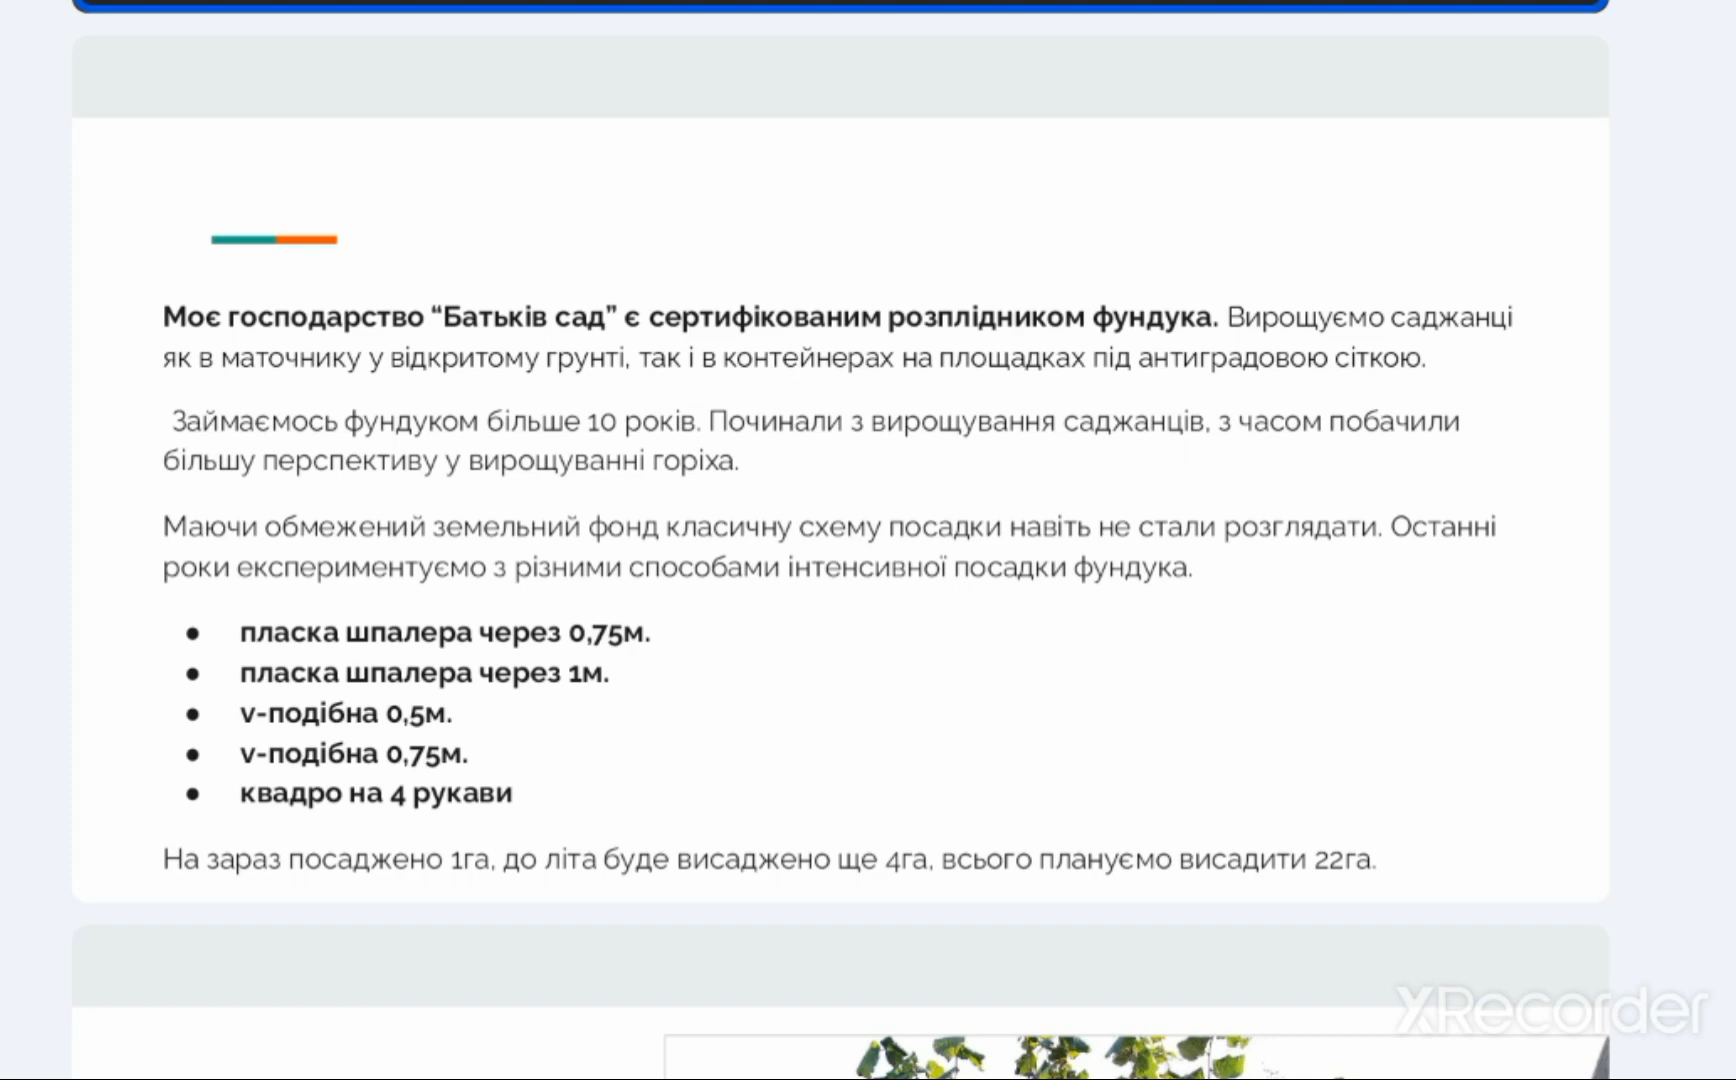 Моє господарство “Батьків сад” є сертифікованим розплідником фундука. Вирощуємо саджанці
як в маточнику у відкритому грунті, так і в контейнерах на площадках під антиградовою сіткою.
Займаємось фундуком більше 10 років. Починали з вирощування саджанців, з часом побачили
більшу перспективу у вирощуванні горіха.
Маючи обмежений земельний фонд класичну схему посадки навіть не стали розглядати. Останні
роки експериментуємо з різними способами інтенсивної посадки фундука.
● пласка шпалера через 0,75м.
● пласка шпалера через 1м.
● v-подібна 0,5м.
● v-подібна 0,75м.
● квадро на 4 рукави
На зараз посаджено 1га, до літа буде висаджено ще 4га, всього плануємо висадити 22га.
XRecorder